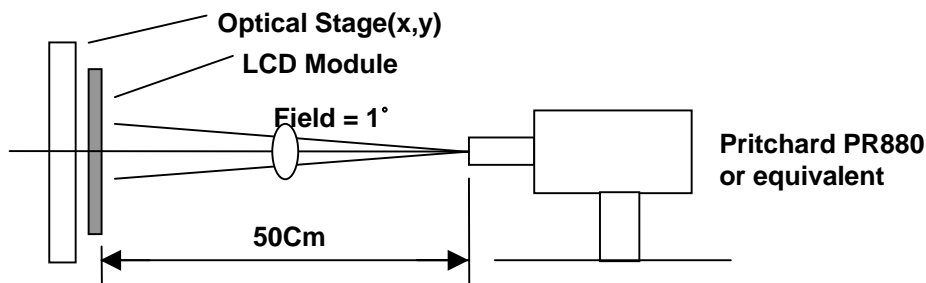 Optical Stage(x,y)
LCD Module
Field = 1˚
Pritchard PR880
or equivalent
50Cm